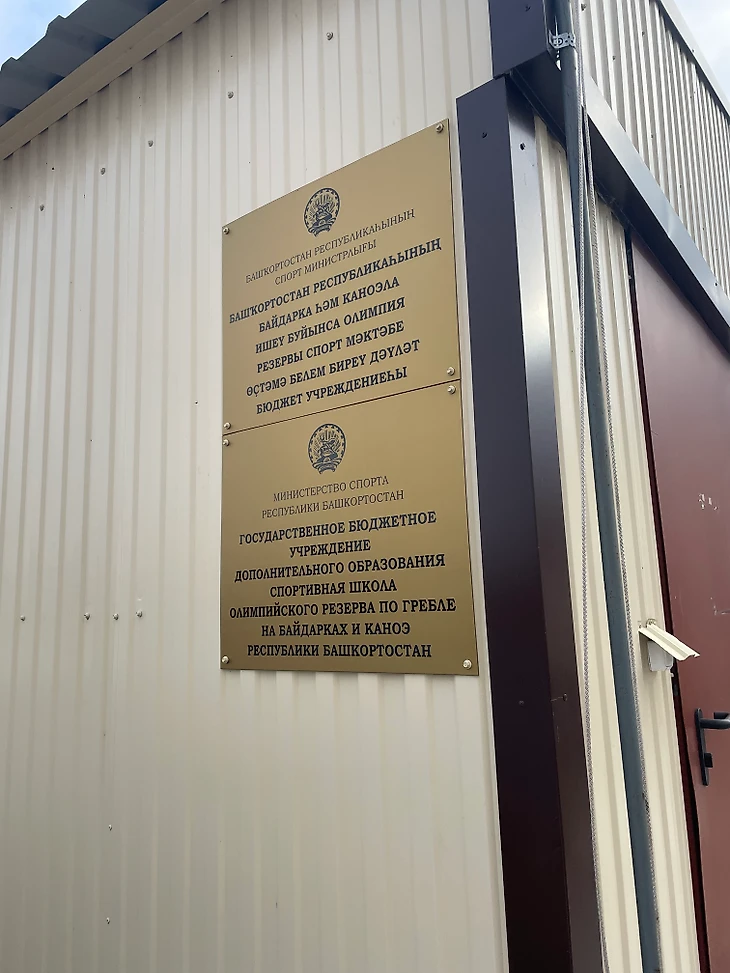 БАШҠОРТОСТАН РЕСПУБЛИКАҺЫНЫҢ
СПОРТ МИНИСТРЛЫҒЫ
БАШҠОРТОСТАН РЕСПУБЛИКАҺЫНЫҢ
БАЙДАРКА ҺӘМ КАНОЭЛА
ИШЕҮ БУЙЫНСА ОЛИМПИЯ
РЕЗЕРВЫ СПОРТ МӘКТӘБЕ
ӨҪТӘМӘ БЕЛЕМ БИРЕҮ ДӘҮЛӘТ
БЮДЖЕТ УЧРЕЖДЕНИЕҺЫ
МИНИСТЕРСТВО СПОРТА
РЕСПУБЛИКИ БАШКОРТОСТАН
ГОСУДАРСТВЕННОЕ БЮДЖЕТНОЕ
УЧРЕЖДЕНИЕ
ДОПОЛНИТЕЛЬНОГО ОБРАЗОВАНИЯ
СПОРТИВНАЯ ШКОЛА
ОЛИМПИЙСКОГО РЕЗЕРВА ПО ГРЕБЛЕ
НА БАЙДАРКАХ И КАНОЭ
РЕСПУБЛИКИ БАШКОРТОСТАН